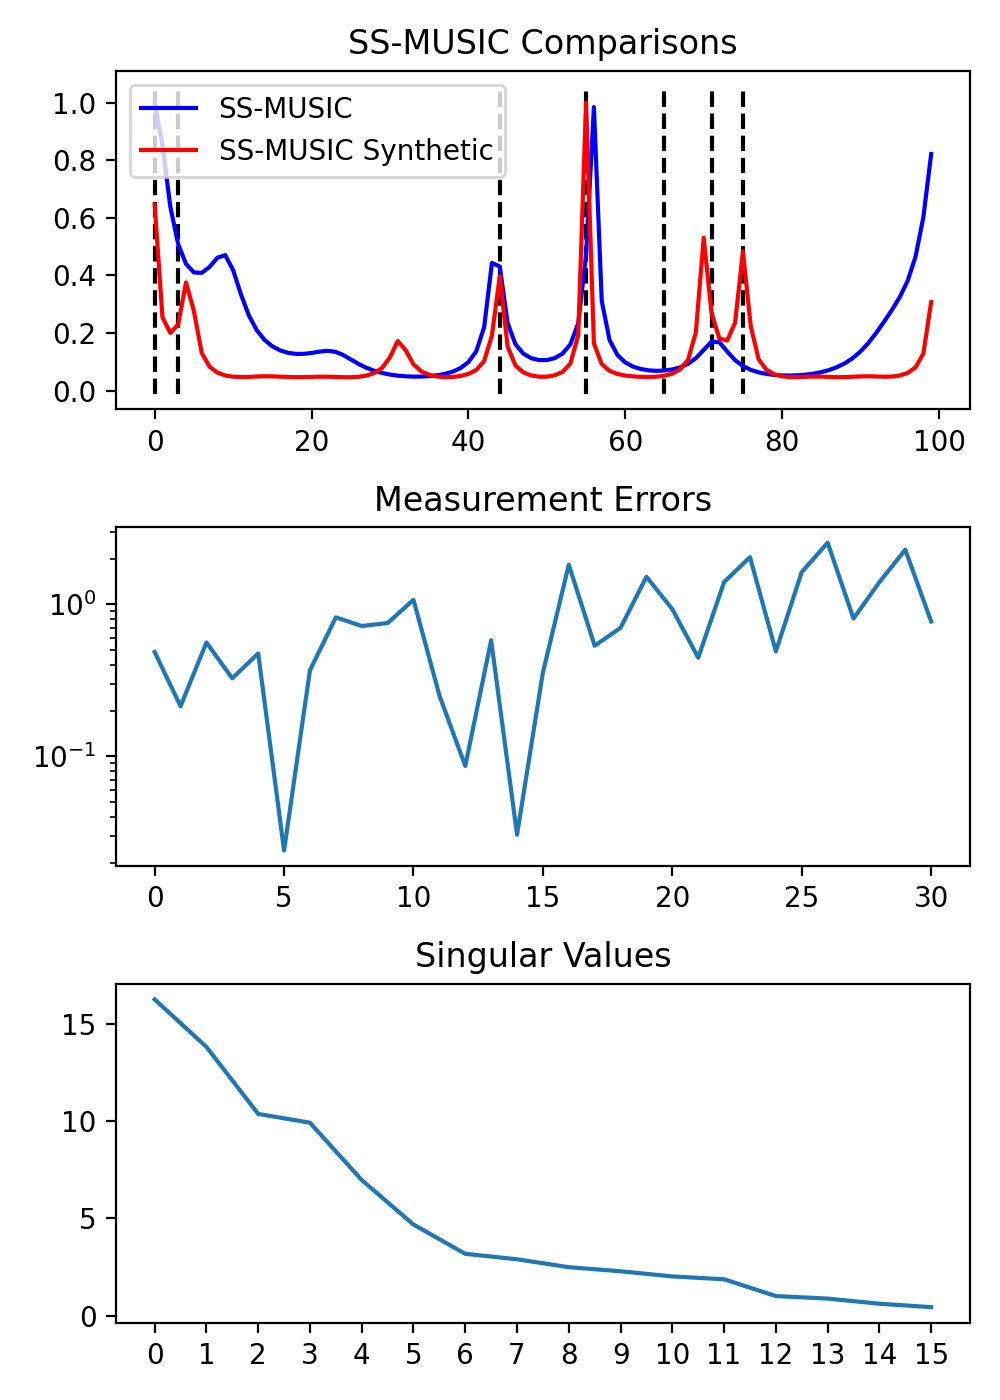 SS-MUSIC Comparisons
1.0
0.8
0.6
0.4
0.2
0.0
SS-MUSIC
SS-MUSIC Synthetic
0 20 40 60 80 100
Measurement Errors
10⁰
10⁻¹
0 5 10 15 20 25 30
Singular Values
15
10
5
0
0 1 2 3 4 5 6 7 8 9 10 11 12 13 14 15